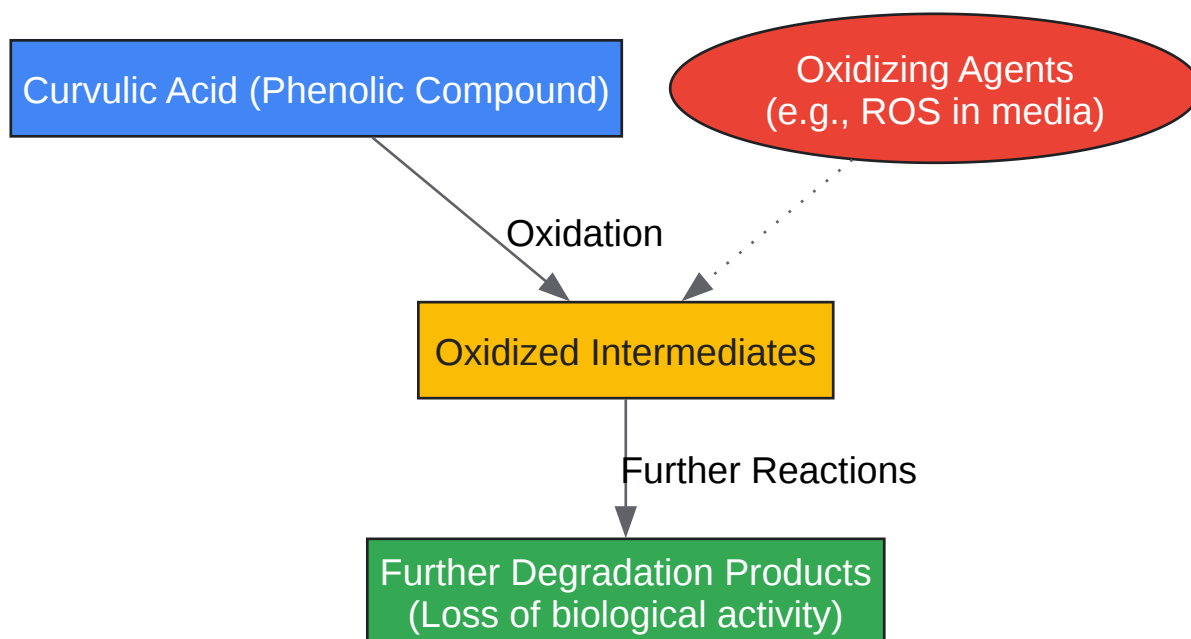 Curvulic Acid (Phenolic Compound)
Oxidizing Agents
(e.g., ROS in media)
Oxidation
Oxidized Intermediates
Further Reactions
Further Degradation Products
(Loss of biological activity)